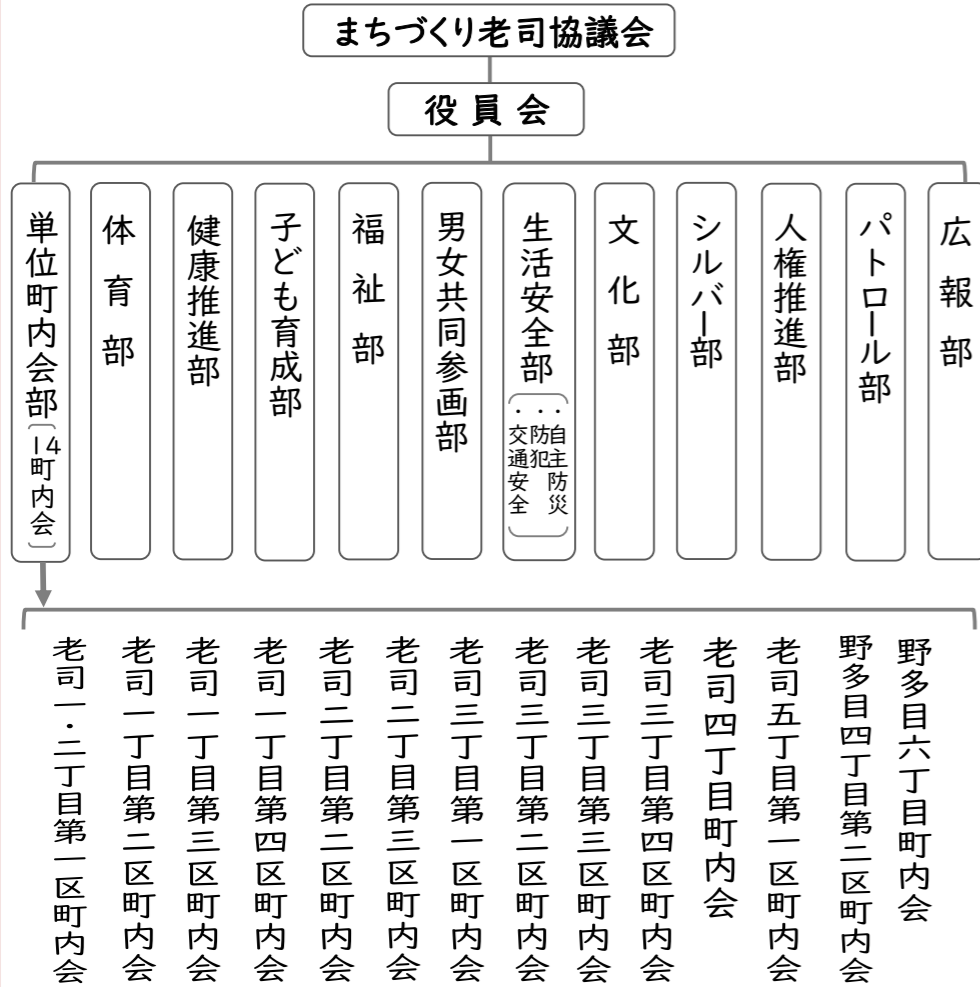 まちづくり老司協議会
役員会
単位町内会部〔14町内会〕
体育部
健康推進部
子ども育成部
福祉部
男女共同参画部
生活安全部
・自主防災
・防犯
・交通安全
文化部
シルバー部
人権推進部
パトロール部
広報部
老司一・二丁目第一区町内会
老司一丁目第二区町内会
老司一丁目第三区町内会
老司一丁目第四区町内会
老司二丁目第二区町内会
老司二丁目第三区町内会
老司三丁目第一区町内会
老司三丁目第二区町内会
老司三丁目第三区町内会
老司三丁目第四区町内会
老司四丁目町内会
老司五丁目第一区町内会
野多目四丁目第二区町内会
野多目六丁目町内会